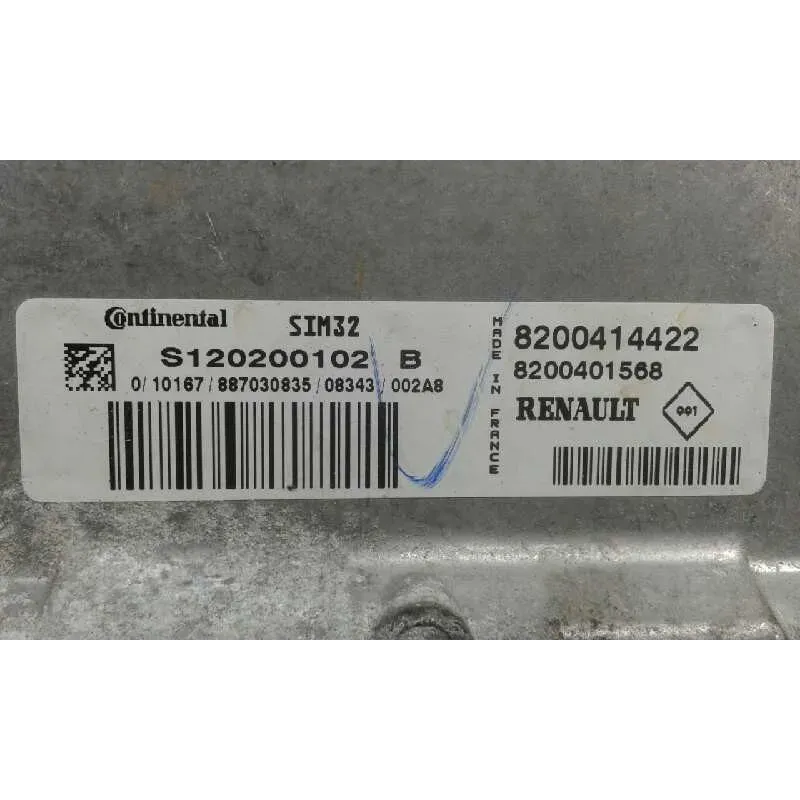 Continental SIM32
S120200102 B
0/10167/887030835/08343/002A8
MADE IN FRANCE
8200414422
8200401568
RENAULT
001